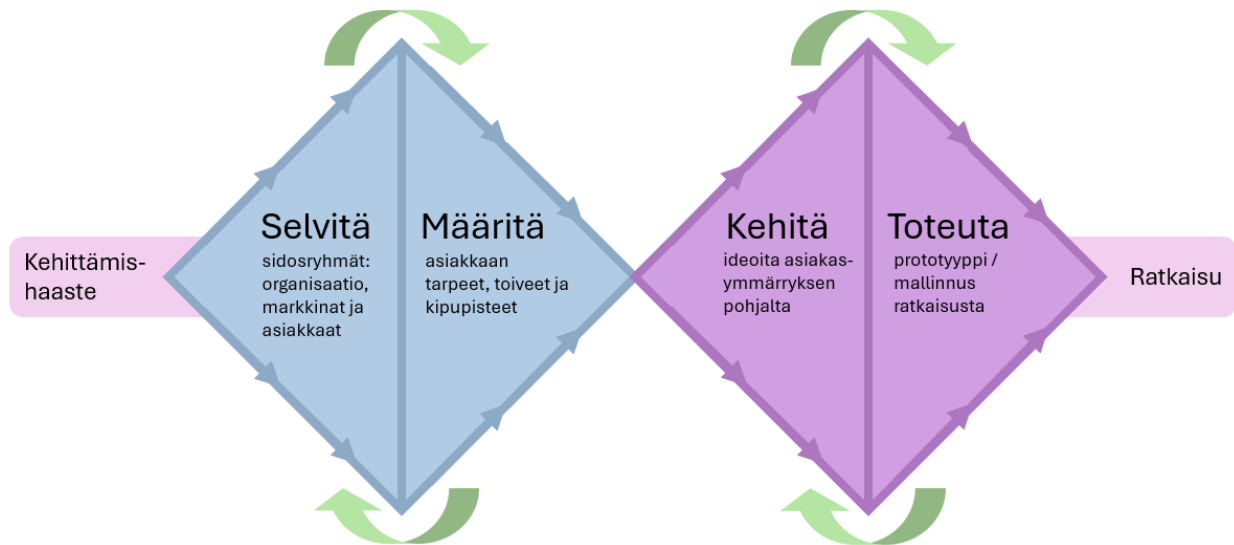 Kehittämis-
haaste
Selvitä
sidosryhmät:
organisaatio,
markkinat ja
asiakkaat
Määritä
asiakkaan
tarpeet, toiveet ja
kipupisteet
Kehitä
ideoita asiakas-
ymmärryksen
pohjalta
Toteuta
prototyyppi /
mallinnus
ratkaisusta
Ratkaisu